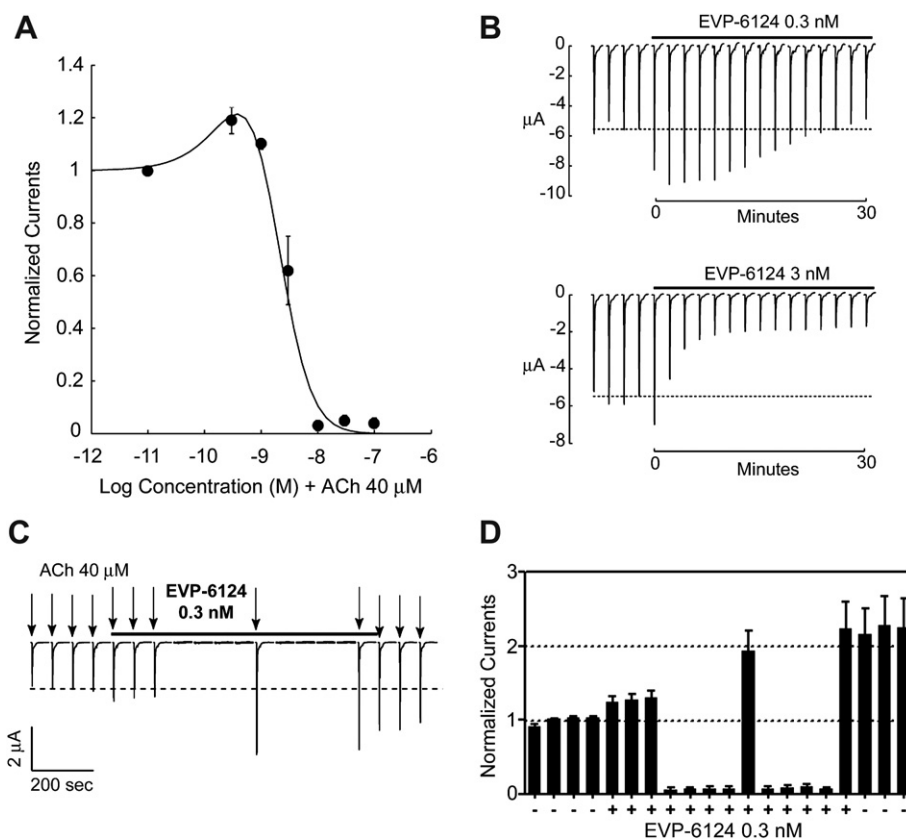 A
1.4
1.2
1
0.8
0.6
0.4
0.2
0
Normalized Currents
-12 -11 -10 -9 -8 -7 -6
Log Concentration (M) + ACh 40 μM
B
EVP-6124 0.3 nM
0
-2
-4
μA
-6
-8
-10
0 30
Minutes
EVP-6124 3 nM
0
-2
-4
μA
-6
-8
0 30
Minutes
C
ACh 40 μM
EVP-6124
0.3 nM
2 μA
200 sec
D
3
2
1
0
Normalized Currents
- - - - + + + + + + + + + + + + + - - -
EVP-6124 0.3 nM